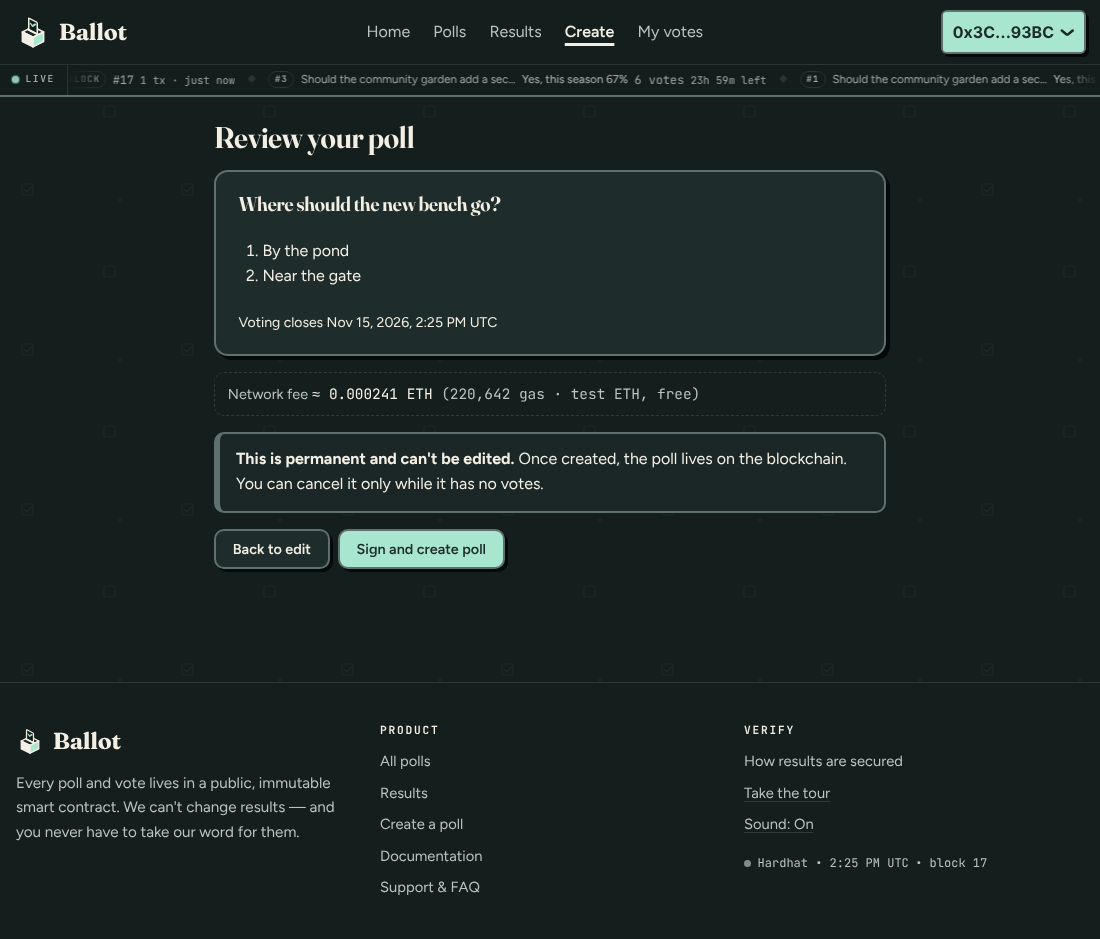 Ballot
Home Polls Results Create My votes
0x3C...93BC
LIVE
#17 1 tx · just now
#3 Should the community garden add a sec... Yes, this season 67% 6 votes 23h 59m left
#1 Should the community garden add a sec... Yes, this
Review your poll
Where should the new bench go?
1. By the pond
2. Near the gate
Voting closes Nov 15, 2026, 2:25 PM UTC
Network fee ≈ 0.000241 ETH (220,642 gas · test ETH, free)
This is permanent and can't be edited. Once created, the poll lives on the blockchain.
You can cancel it only while it has no votes.
Back to edit
Sign and create poll
Ballot
Every poll and vote lives in a public, immutable
smart contract. We can't change results — and
you never have to take our word for them.
PRODUCT
All polls
Results
Create a poll
Documentation
Support & FAQ
VERIFY
How results are secured
Take the tour
Sound: On
Hardhat • 2:25 PM UTC • block 17